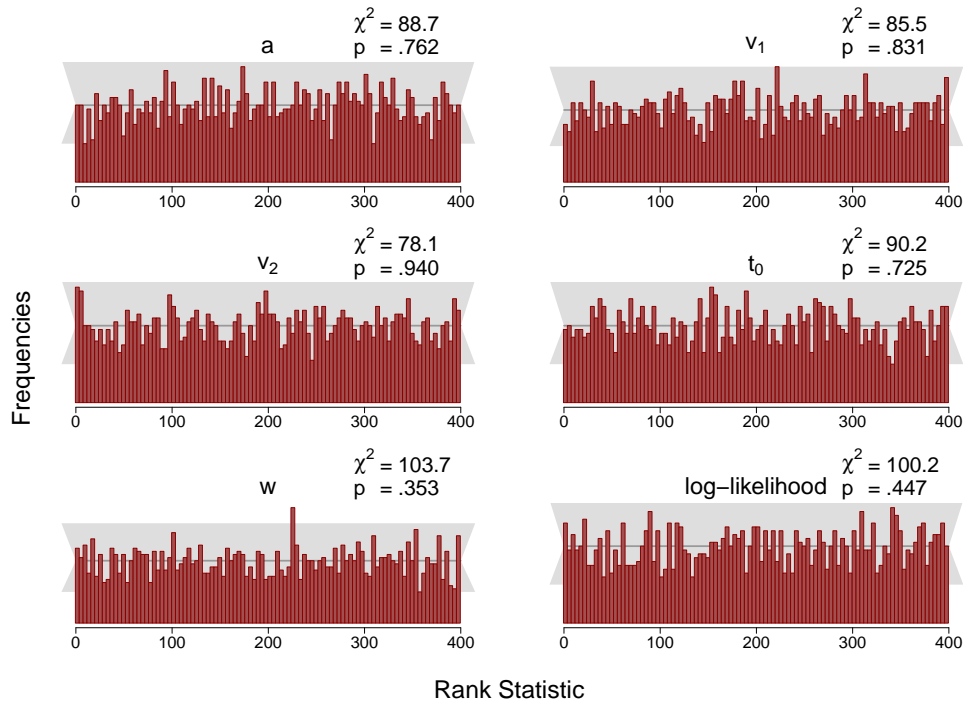 a
χ² = 88.7
p = .762
0 100 200 300 400
v₁
χ² = 85.5
p = .831
0 100 200 300 400
v₂
χ² = 78.1
p = .940
0 100 200 300 400
t₀
χ² = 90.2
p = .725
0 100 200 300 400
w
χ² = 103.7
p = .353
0 100 200 300 400
log−likelihood
χ² = 100.2
p = .447
0 100 200 300 400
Frequencies
Rank Statistic